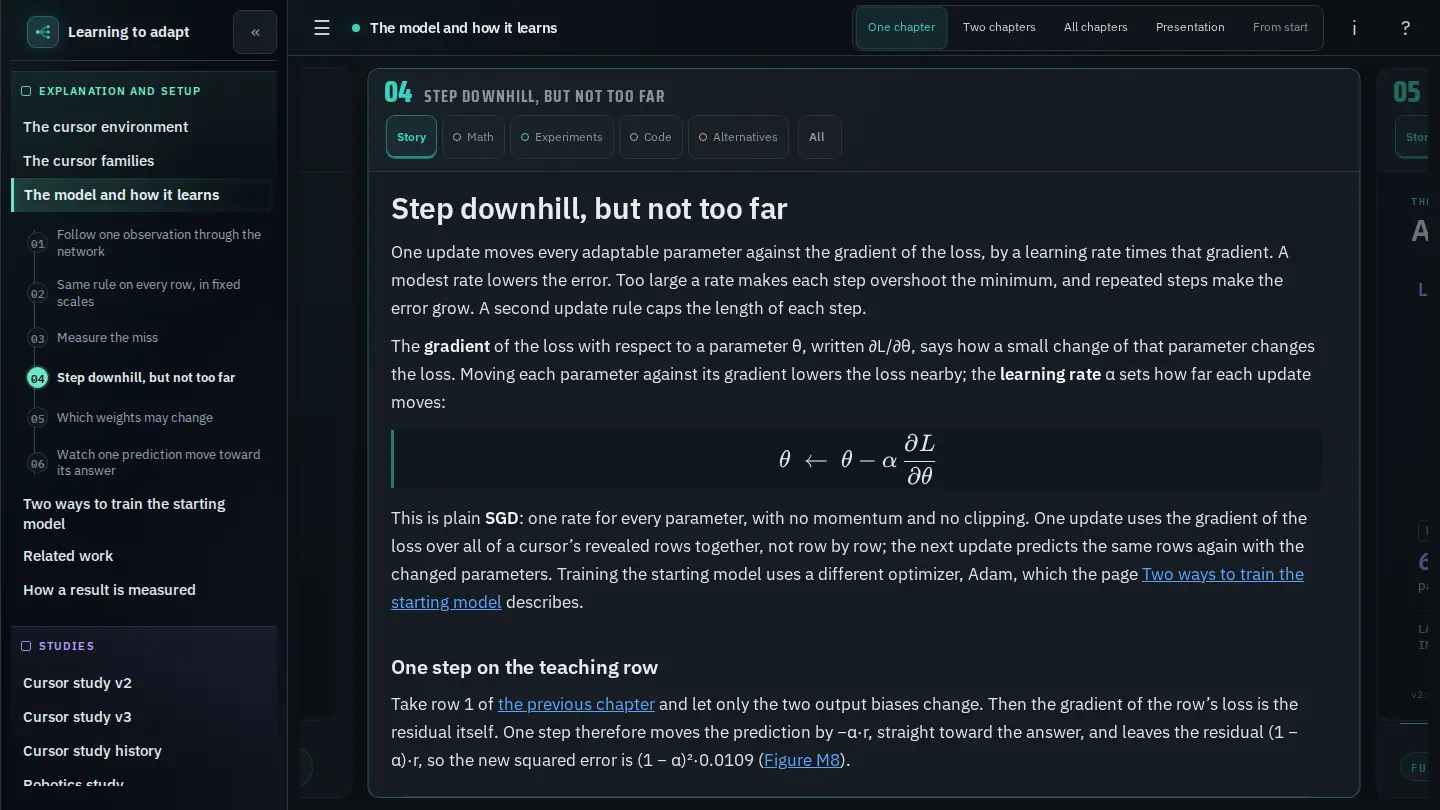 Learning to adapt
«
EXPLANATION AND SETUP
The cursor environment
The cursor families
The model and how it learns
01 Follow one observation through the
network
02 Same rule on every row, in fixed
scales
03 Measure the miss
04 Step downhill, but not too far
05 Which weights may change
06 Watch one prediction move toward
its answer
Two ways to train the starting
model
Related work
How a result is measured
STUDIES
Cursor study v2
Cursor study v3
Cursor study history
Robotics study
☰ The model and how it learns
One chapter Two chapters All chapters Presentation From start i ?
04 STEP DOWNHILL, BUT NOT TOO FAR
Story Math Experiments Code Alternatives All
Step downhill, but not too far
One update moves every adaptable parameter against the gradient of the loss, by a learning rate times that gradient. A
modest rate lowers the error. Too large a rate makes each step overshoot the minimum, and repeated steps make the
error grow. A second update rule caps the length of each step.
The gradient of the loss with respect to a parameter θ, written ∂L/∂θ, says how a small change of that parameter changes
the loss. Moving each parameter against its gradient lowers the loss nearby; the learning rate α sets how far each update
moves:
θ ← θ − α ∂L/∂θ
This is plain SGD: one rate for every parameter, with no momentum and no clipping. One update uses the gradient of the
loss over all of a cursor’s revealed rows together, not row by row; the next update predicts the same rows again with the
changed parameters. Training the starting model uses a different optimizer, Adam, which the page Two ways to train the
starting model describes.
One step on the teaching row
Take row 1 of the previous chapter and let only the two output biases change. Then the gradient of the row’s loss is the
residual itself. One step therefore moves the prediction by −α·r, straight toward the answer, and leaves the residual (1 −
α)·r, so the new squared error is (1 − α)²·0.0109 (Figure M8).
05
v2: